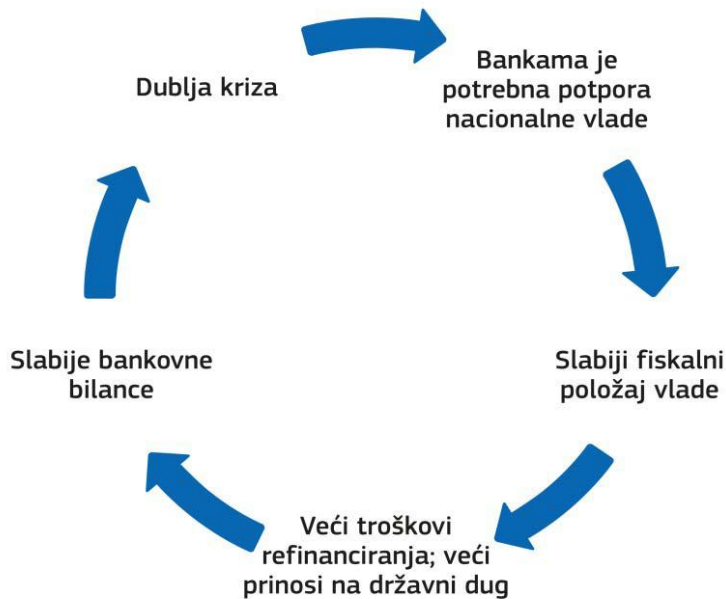 Dublja kriza
Bankama je
potrebna potpora
nacionalne vlade
Slabiji fiskalni
položaj vlade
Veći troškovi
refinanciranja; veći
prinosi na državni dug
Slabije bankovne
bilance